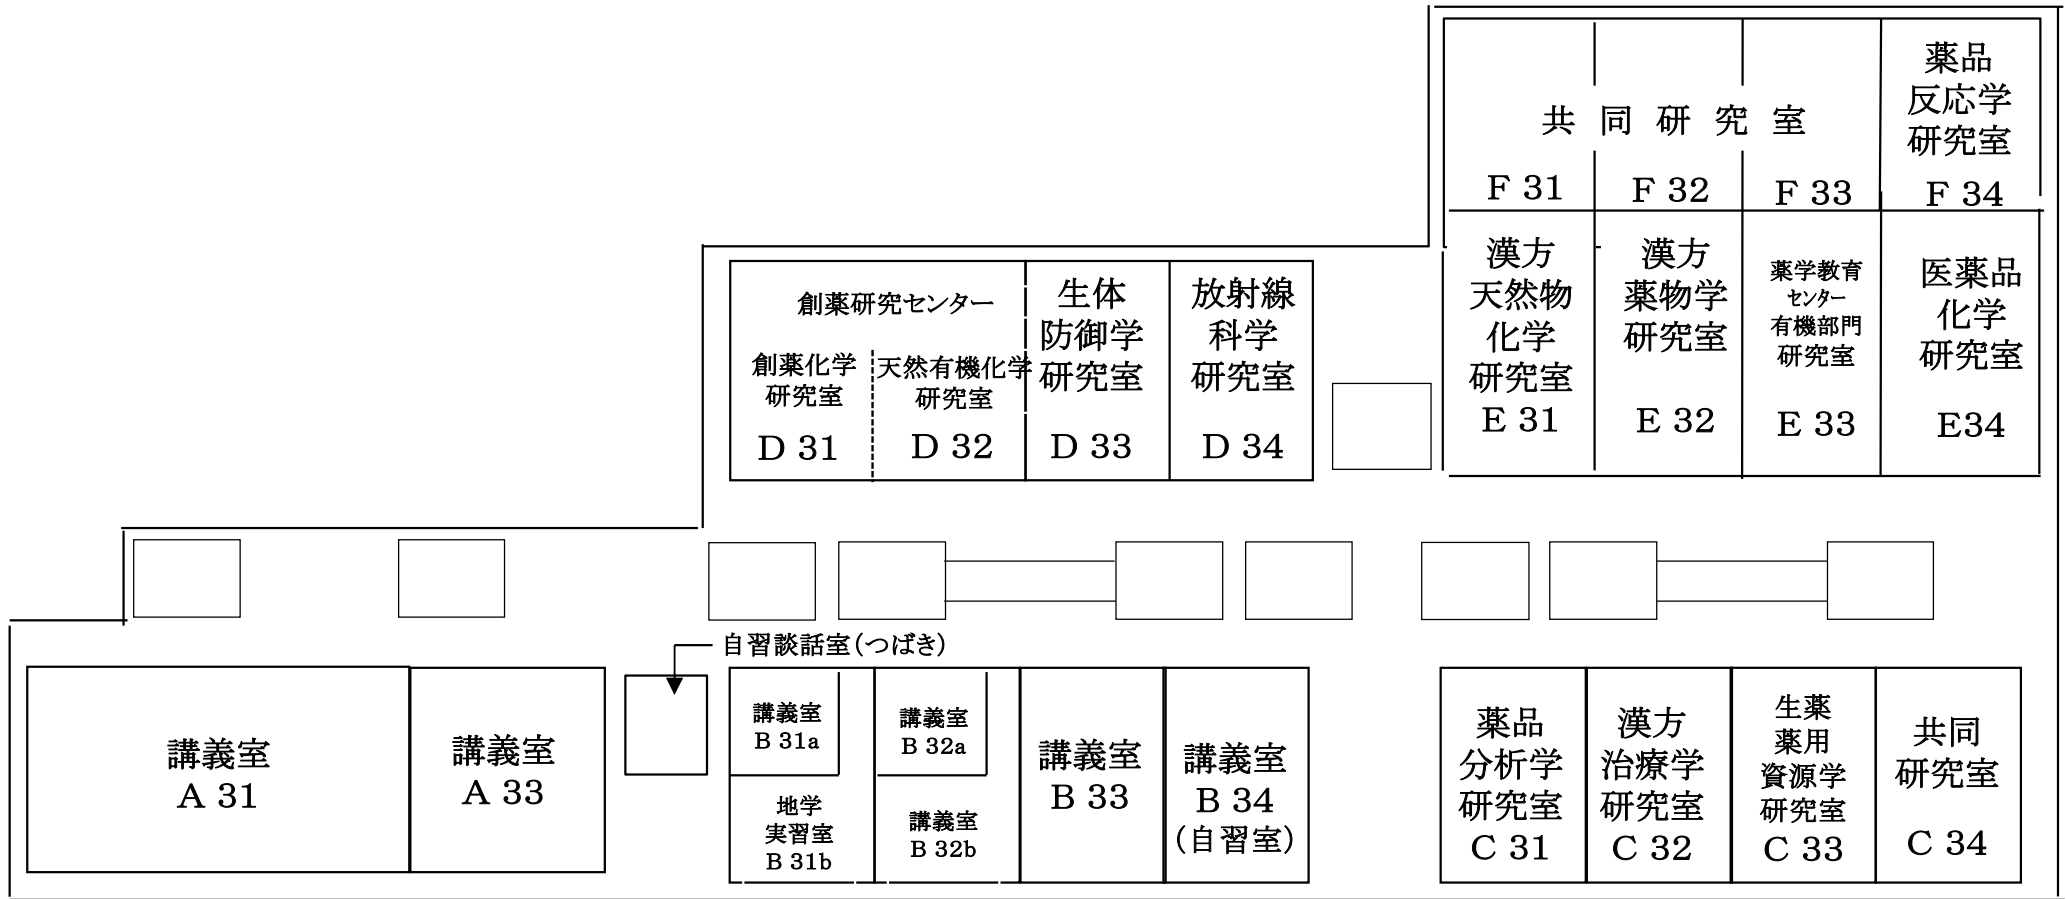 共同研究室
F 31
F 32
F 33
薬品
反応学
研究室
F 34
漢方
天然物
化学
研究室
E 31
漢方
薬物学
研究室
E 32
薬学教育
センター
有機部門
研究室
E 33
医薬品
化学
研究室
E34
創薬研究センター
創薬化学
研究室
D 31
天然有機化学
研究室
D 32
生体
防御学
研究室
D 33
放射線
科学
研究室
D 34
自習談話室（つばき）
講義室
A 31
講義室
A 33
講義室
B 31a
地学
実習室
B 31b
講義室
B 32a
講義室
B 32b
講義室
B 33
講義室
B 34
（自習室）
薬品
分析学
研究室
C 31
漢方
治療学
研究室
C 32
生薬
薬用
資源学
研究室
C 33
共同
研究室
C 34